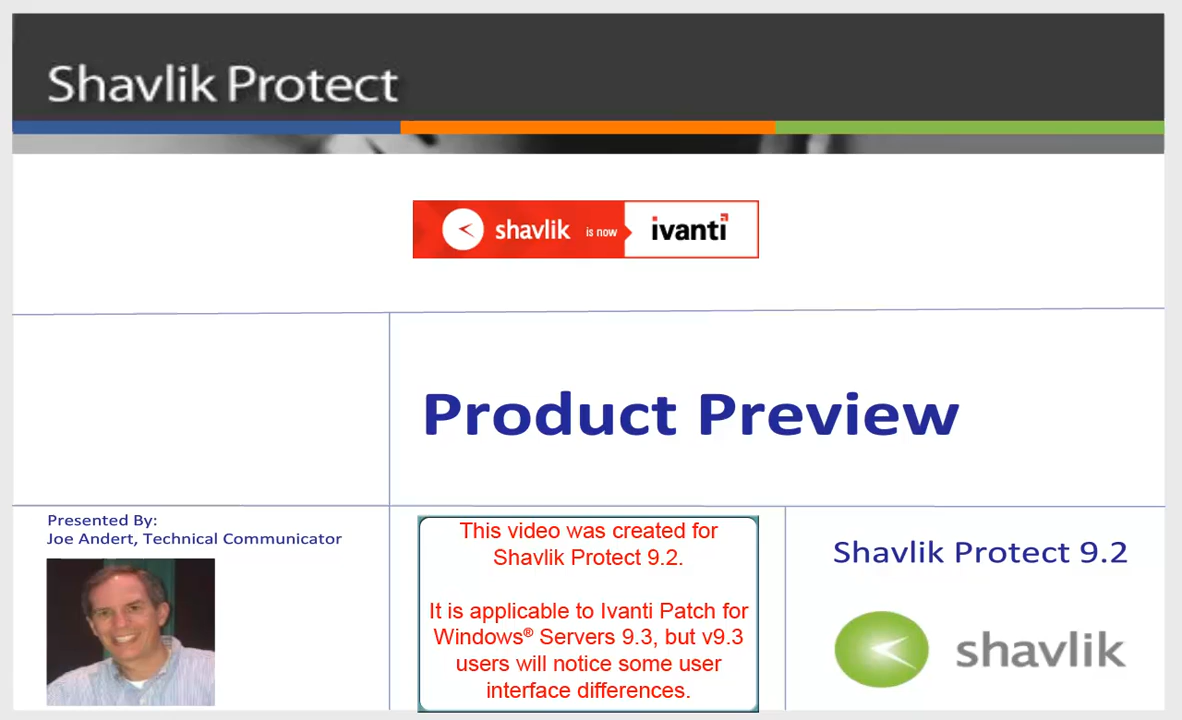 Shavlik Protect
shavlik is now ivanti
Product Preview
Presented By:
Joe Andert, Technical Communicator
This video was created for
Shavlik Protect 9.2.
It is applicable to Ivanti Patch for
Windows® Servers 9.3, but v9.3
users will notice some user
interface differences.
Shavlik Protect 9.2
shavlik